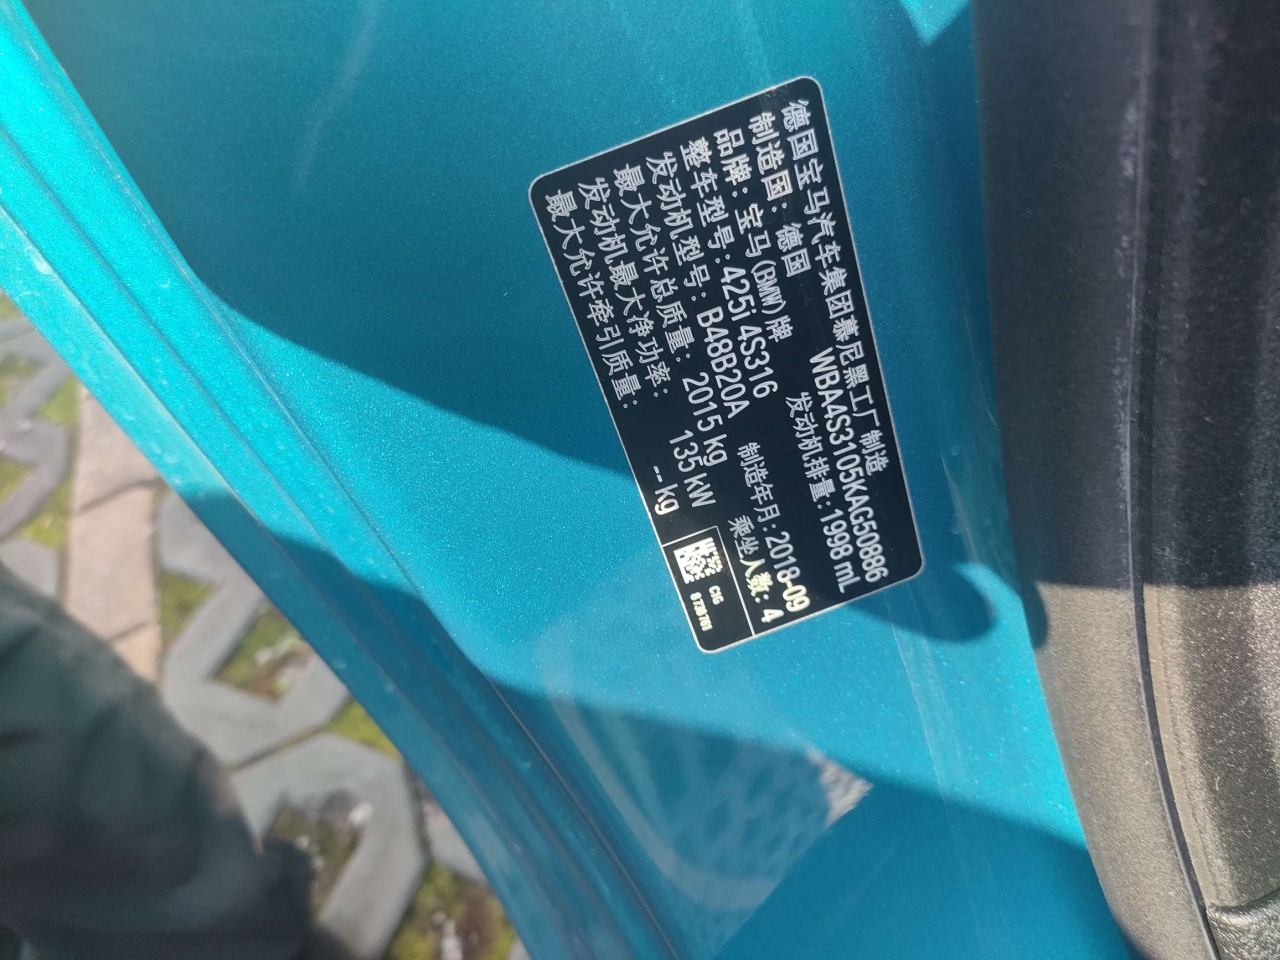 德国宝马汽车集团慕尼黑工厂 制造
制造国：德国 WBA4S3105KAG50886
品牌：宝马(BMW)牌 发动机排量：1998 mL
整车型号：425i 4S316
发动机型号：B48B20A 制造年月：2018-09
最大允许总质量：2015 kg 乘坐人数：4
发动机最大净功率：135 kW
最大允许牵引质量：-- kg
CIG
8738761